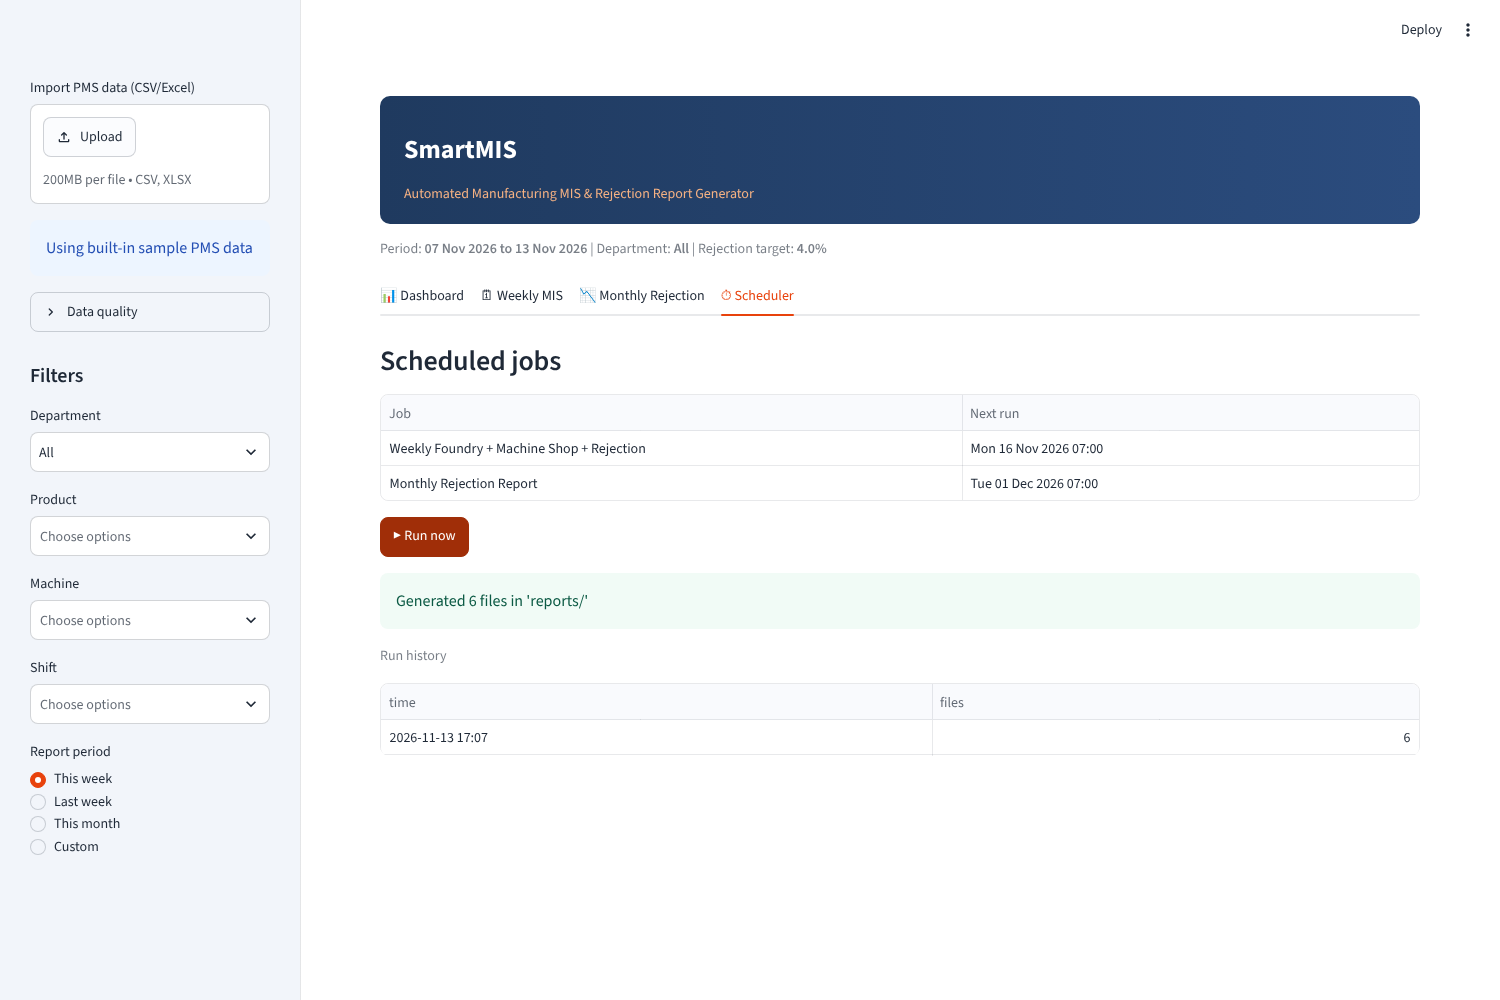 Deploy
Import PMS data (CSV/Excel)
Upload
200MB per file • CSV, XLSX
Using built-in sample PMS data
Data quality
Filters
Department
All
Product
Choose options
Machine
Choose options
Shift
Choose options
Report period
This week
Last week
This month
Custom
SmartMIS
Automated Manufacturing MIS & Rejection Report Generator
Period: 07 Nov 2026 to 13 Nov 2026 | Department: All | Rejection target: 4.0%
📊 Dashboard 🗓 Weekly MIS 📉 Monthly Rejection ⏱ Scheduler
Scheduled jobs
Job Next run
Weekly Foundry + Machine Shop + Rejection Mon 16 Nov 2026 07:00
Monthly Rejection Report Tue 01 Dec 2026 07:00
▶ Run now
Generated 6 files in 'reports/'
Run history
time files
2026-11-13 17:07 6